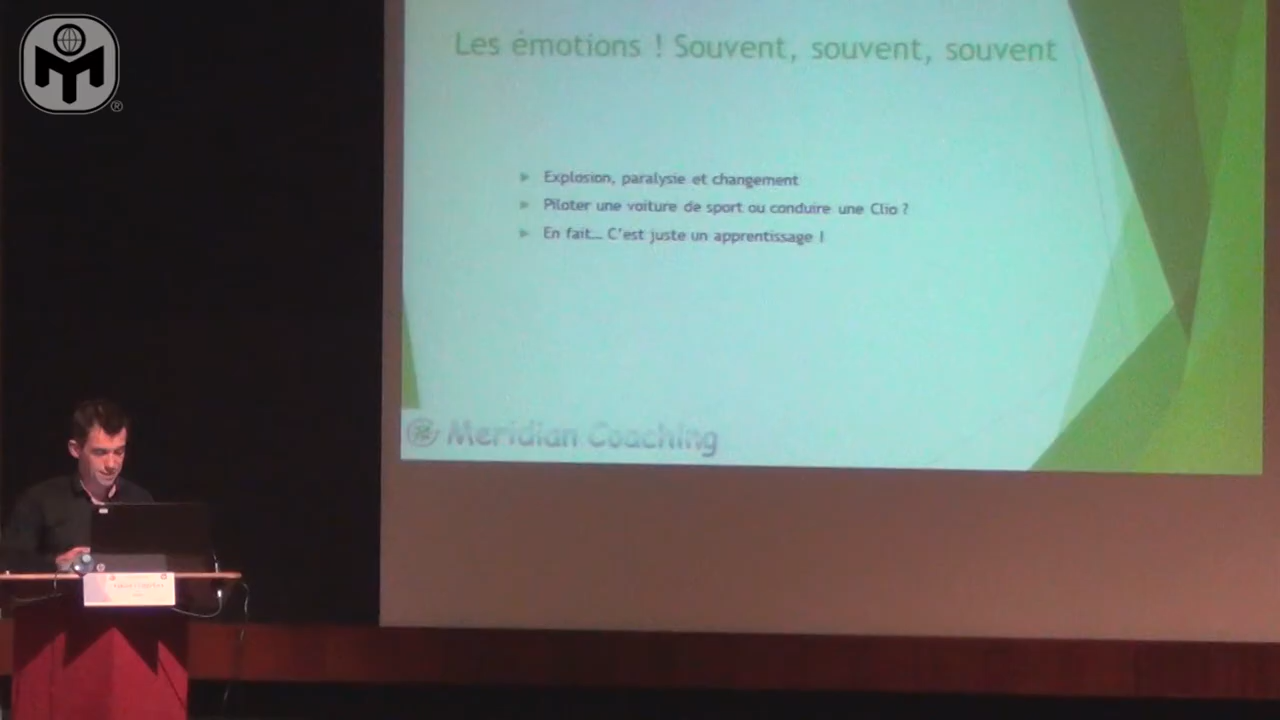 Les émotions ! Souvent, souvent, souvent
Explosion, paralysie et changement
Piloter une voiture de sport ou conduire une Clio ?
En fait… C'est juste un apprentissage !
Meridian Coaching
®